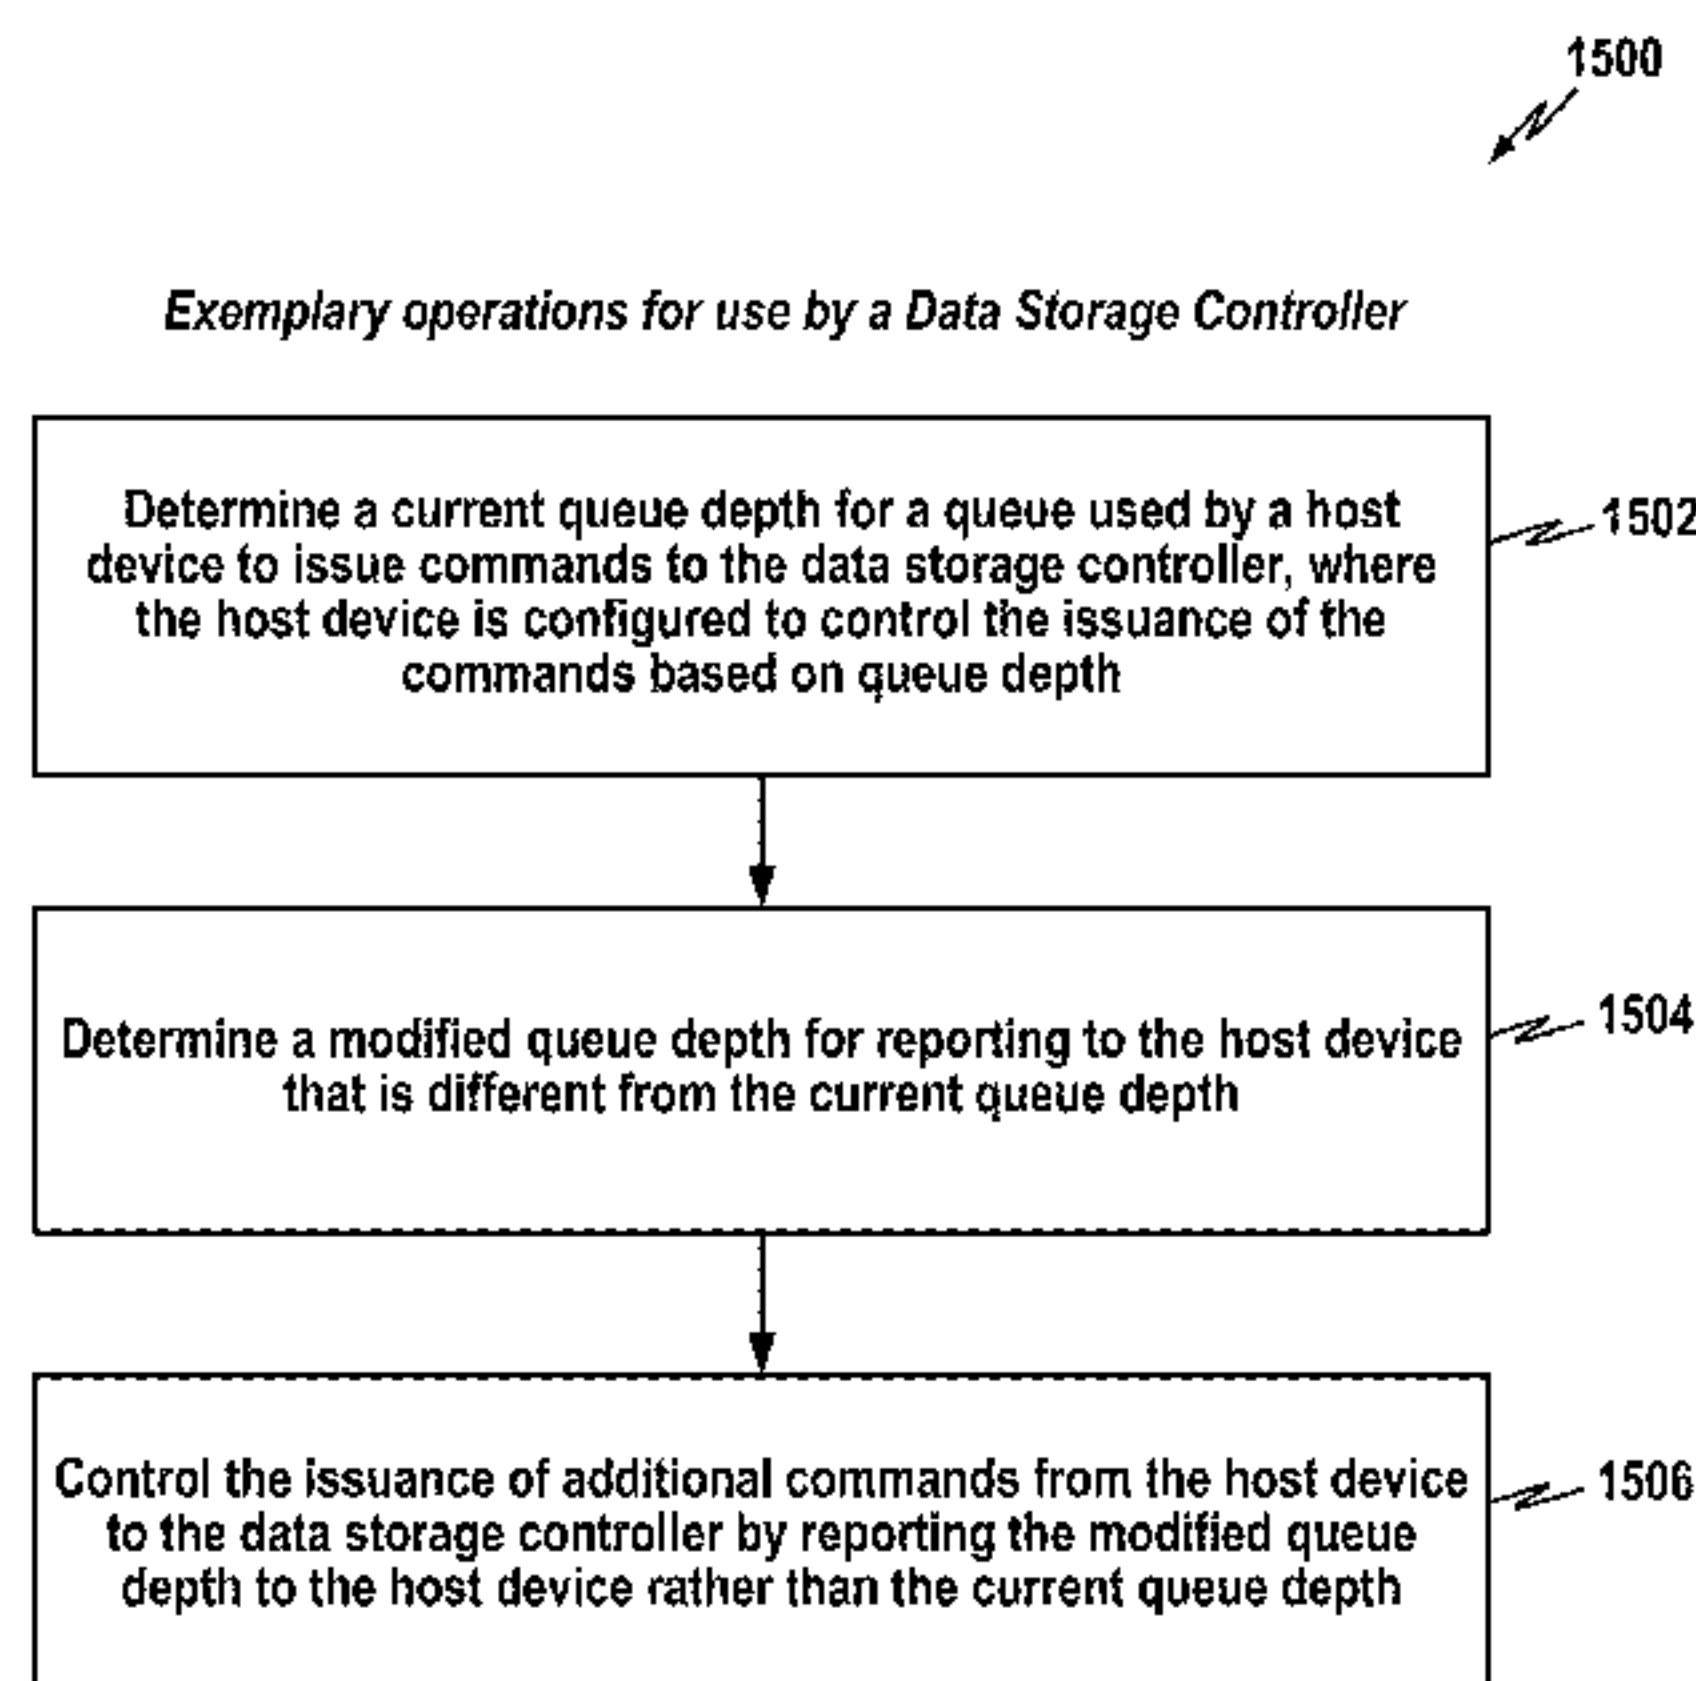 1500
Exemplary operations for use by a Data Storage Controller
Determine a current queue depth for a queue used by a host
device to issue commands to the data storage controller, where
the host device is configured to control the issuance of the
commands based on queue depth
1502
Determine a modified queue depth for reporting to the host device
that is different from the current queue depth
1504
Control the issuance of additional commands from the host device
to the data storage controller by reporting the modified queue
depth to the host device rather than the current queue depth
1506